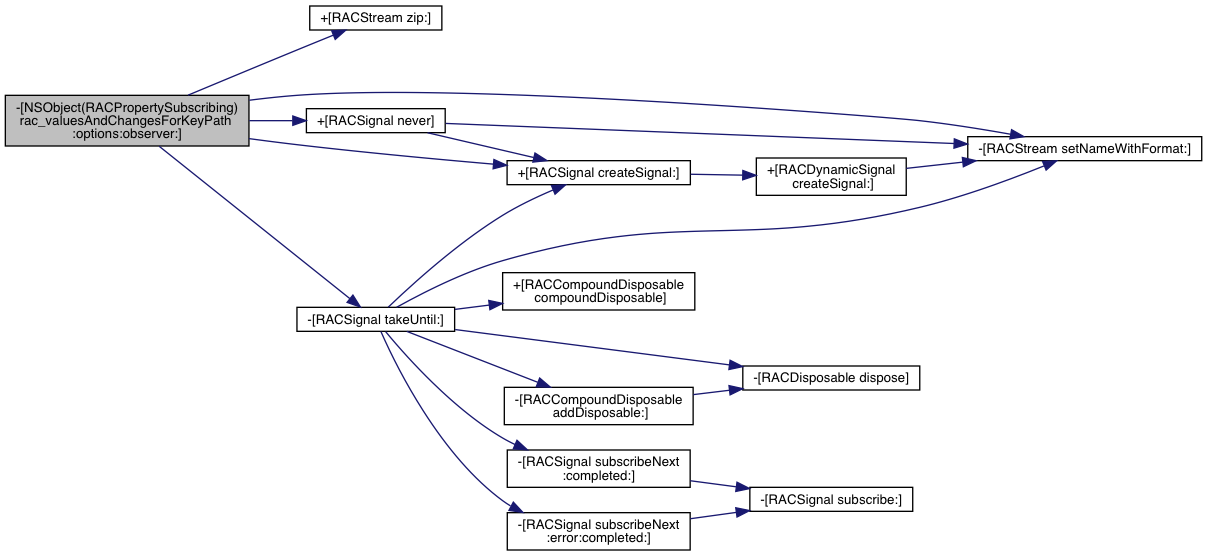 +[RACStream zip:]
-[NSObject(RACPropertySubscribing)
rac_valuesAndChangesForKeyPath
:options:observer:]
+[RACSignal never]
-[RACStream setNameWithFormat:]
+[RACSignal createSignal:]
+[RACDynamicSignal
createSignal:]
+[RACCompoundDisposable
compoundDisposable]
-[RACSignal takeUntil:]
-[RACDisposable dispose]
-[RACCompoundDisposable
addDisposable:]
-[RACSignal subscribeNext
:completed:]
-[RACSignal subscribe:]
-[RACSignal subscribeNext
:error:completed:]